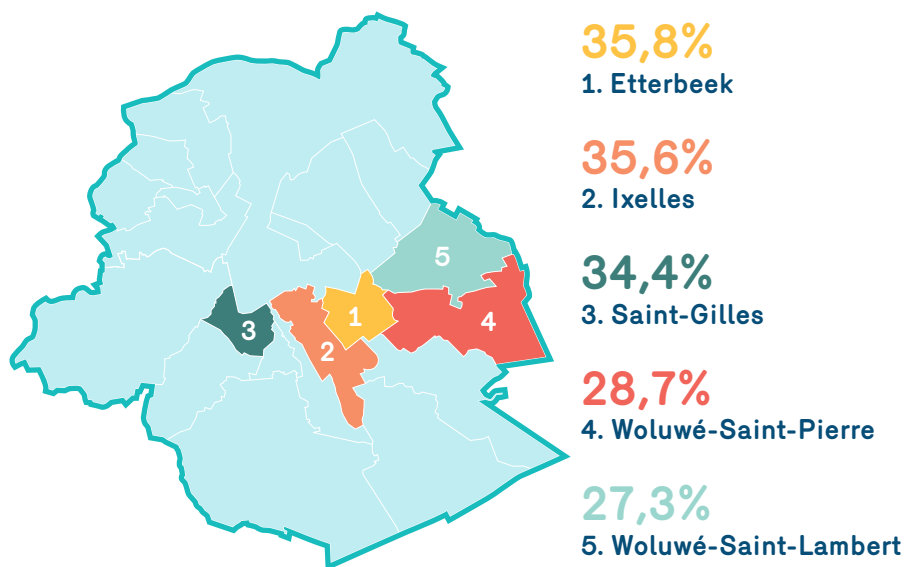 35,8%
1. Etterbeek
35,6%
2. Ixelles
34,4%
3. Saint-Gilles
28,7%
4. Woluwé-Saint-Pierre
27,3%
5. Woluwé-Saint-Lambert
5
1
3
2
4